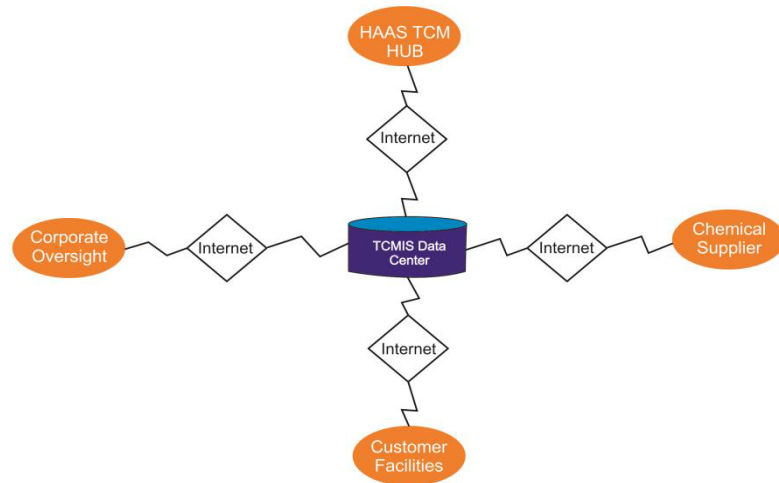 HAAS TCM
HUB
Internet
Corporate
Oversight
Internet
TCMIS Data
Center
Internet
Chemical
Supplier
Internet
Customer
Facilities